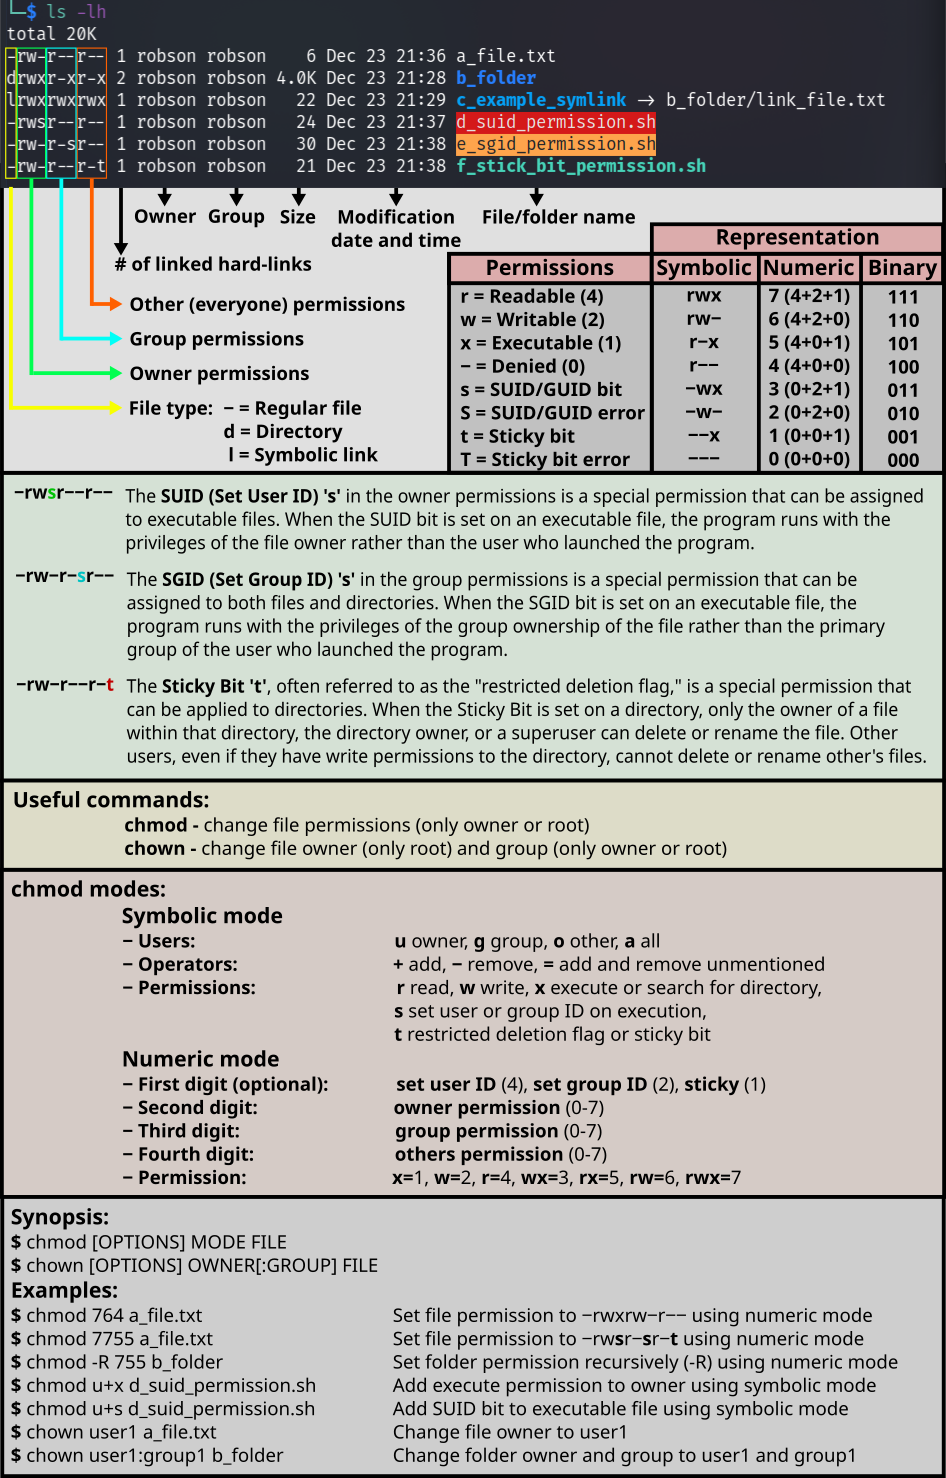 └─$ ls -lh
total 20K
-rw-r--r-- 1 robson robson 6 Dec 23 21:36 a_file.txt
drwxr-xr-x 2 robson robson 4.0K Dec 23 21:28 b_folder
lrwxrwxrwx 1 robson robson 22 Dec 23 21:29 c_example_symlink → b_folder/link_file.txt
-rwsr--r-- 1 robson robson 24 Dec 23 21:37 d_suid_permission.sh
-rw-r-sr-- 1 robson robson 30 Dec 23 21:38 e_sgid_permission.sh
-rw-r--r-t 1 robson robson 21 Dec 23 21:38 f_stick_bit_permission.sh
Owner Group Size Modification date and time File/folder name
# of linked hard-links
Other (everyone) permissions
Group permissions
Owner permissions
File type: − = Regular file
d = Directory
l = Symbolic link
Representation
Permissions Symbolic Numeric Binary
r = Readable (4) rwx 7 (4+2+1) 111
w = Writable (2) rw− 6 (4+2+0) 110
x = Executable (1) r−x 5 (4+0+1) 101
− = Denied (0) r−− 4 (4+0+0) 100
s = SUID/GUID bit −wx 3 (0+2+1) 011
S = SUID/GUID error −w− 2 (0+2+0) 010
t = Sticky bit −−x 1 (0+0+1) 001
T = Sticky bit error −−− 0 (0+0+0) 000
−rwsr−−r−− The SUID (Set User ID) 's' in the owner permissions is a special permission that can be assigned
to executable files. When the SUID bit is set on an executable file, the program runs with the
privileges of the file owner rather than the user who launched the program.
−rw−r−sr−− The SGID (Set Group ID) 's' in the group permissions is a special permission that can be
assigned to both files and directories. When the SGID bit is set on an executable file, the
program runs with the privileges of the group ownership of the file rather than the primary
group of the user who launched the program.
−rw−r−−r−t The Sticky Bit 't', often referred to as the "restricted deletion flag," is a special permission that
can be applied to directories. When the Sticky Bit is set on a directory, only the owner of a file
within that directory, the directory owner, or a superuser can delete or rename the file. Other
users, even if they have write permissions to the directory, cannot delete or rename other's files.
Useful commands:
chmod - change file permissions (only owner or root)
chown - change file owner (only root) and group (only owner or root)
chmod modes:
Symbolic mode
− Users: u owner, g group, o other, a all
− Operators: + add, − remove, = add and remove unmentioned
− Permissions: r read, w write, x execute or search for directory,
s set user or group ID on execution,
t restricted deletion flag or sticky bit
Numeric mode
− First digit (optional): set user ID (4), set group ID (2), sticky (1)
− Second digit: owner permission (0-7)
− Third digit: group permission (0-7)
− Fourth digit: others permission (0-7)
− Permission: x=1, w=2, r=4, wx=3, rx=5, rw=6, rwx=7
Synopsis:
$ chmod [OPTIONS] MODE FILE
$ chown [OPTIONS] OWNER[:GROUP] FILE
Examples:
$ chmod 764 a_file.txt Set file permission to −rwxrw−r−− using numeric mode
$ chmod 7755 a_file.txt Set file permission to −rwsr−sr−t using numeric mode
$ chmod -R 755 b_folder Set folder permission recursively (-R) using numeric mode
$ chmod u+x d_suid_permission.sh Add execute permission to owner using symbolic mode
$ chmod u+s d_suid_permission.sh Add SUID bit to executable file using symbolic mode
$ chown user1 a_file.txt Change file owner to user1
$ chown user1:group1 b_folder Change folder owner and group to user1 and group1